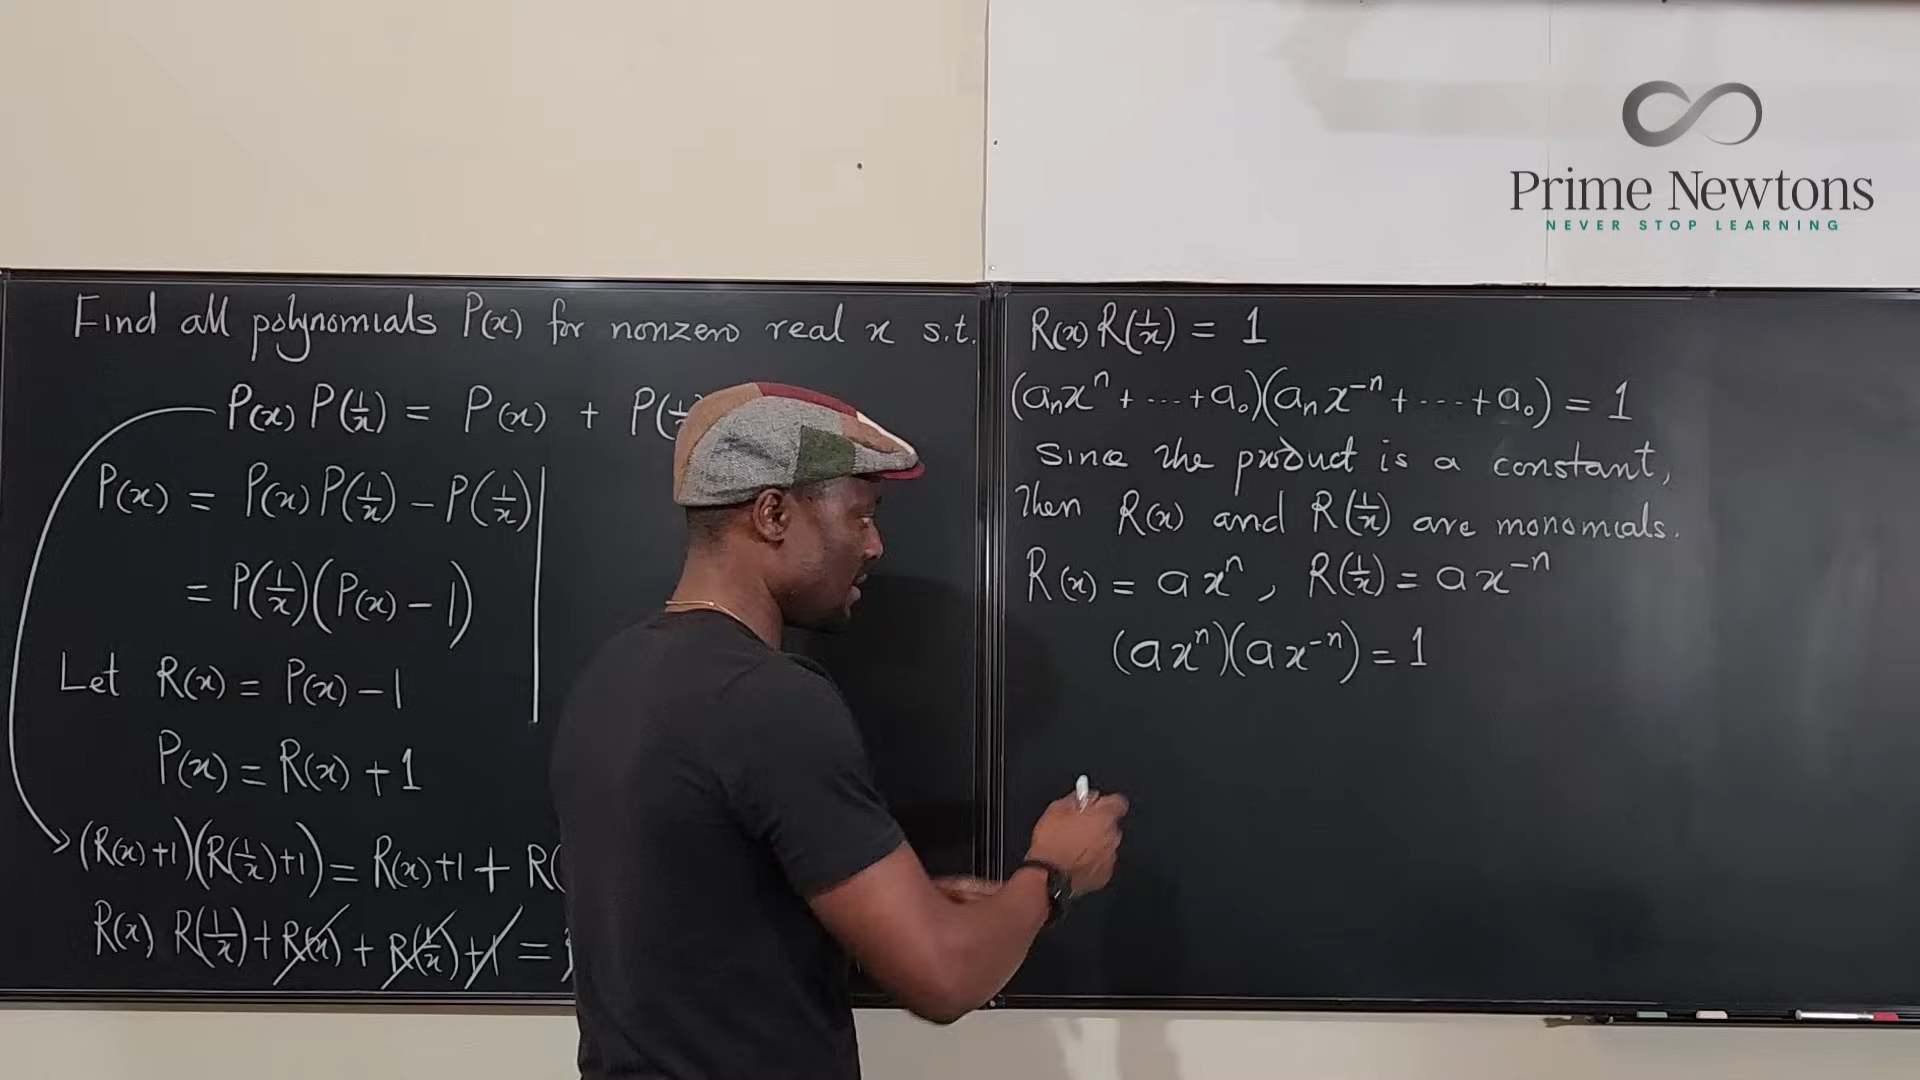 Prime Newtons
NEVER STOP LEARNING
Find all polynomials P(x) for nonzero real x s.t.
P(x) P(1/x) = P(x) + P(1/x
P(x) = P(x) P(1/x) - P(1/x)
= P(1/x)(P(x) - 1)
Let R(x) = P(x) - 1
P(x) = R(x) + 1
(R(x)+1)(R(1/x)+1) = R(x)+1 + R(
R(x) R(1/x) + R(x) + R(1/x) + 1 =
R(x) R(1/x) = 1
(aₙxⁿ + ... + a₀)(aₙx⁻ⁿ + ... + a₀) = 1
Since the product is a constant,
then R(x) and R(1/x) are monomials.
R(x) = axⁿ, R(1/x) = ax⁻ⁿ
(axⁿ)(ax⁻ⁿ) = 1